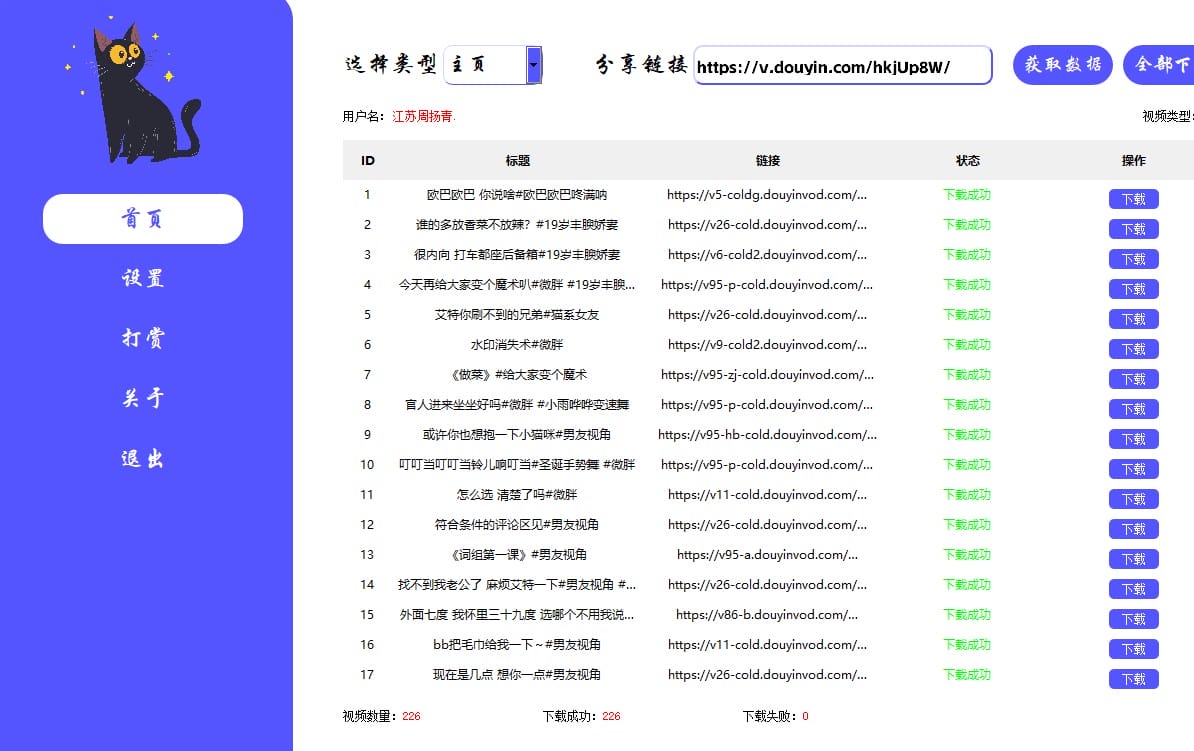 选择类型 主页 分享链接 https://v.douyin.com/hkjUp8W/ 获取数据 全部下
用户名：江苏周扬青. 视频类型:
首页
设置
打赏
关于
退出
ID 标题 链接 状态 操作
1 欧巴欧巴 你说啥#欧巴欧巴咚满呐 https://v5-coldg.douyinvod.com/... 下载成功 下载
2 谁的多放香菜不放辣？#19岁丰腴娇妻 https://v26-cold.douyinvod.com/... 下载成功 下载
3 很内向 打车都座后备箱#19岁丰腴娇妻 https://v6-cold2.douyinvod.com/... 下载成功 下载
4 今天再给大家变个魔术叭#微胖 #19岁丰腴... https://v95-p-cold.douyinvod.com/... 下载成功 下载
5 艾特你刷不到的兄弟#猫系女友 https://v26-cold.douyinvod.com/... 下载成功 下载
6 水印消失术#微胖 https://v9-cold2.douyinvod.com/... 下载成功 下载
7 《做菜》#给大家变个魔术 https://v95-zj-cold.douyinvod.com/... 下载成功 下载
8 官人进来坐坐好吗#微胖 #小雨哗哗变速舞 https://v95-p-cold.douyinvod.com/... 下载成功 下载
9 或许你也想抱一下小猫咪#男友视角 https://v95-hb-cold.douyinvod.com/... 下载成功 下载
10 叮叮当叮叮当铃儿响叮当#圣诞手势舞 #微胖 https://v95-p-cold.douyinvod.com/... 下载成功 下载
11 怎么选 清楚了吗#微胖 https://v11-cold.douyinvod.com/... 下载成功 下载
12 符合条件的评论区见#男友视角 https://v26-cold.douyinvod.com/... 下载成功 下载
13 《词组第一课》#男友视角 https://v95-a.douyinvod.com/... 下载成功 下载
14 找不到我老公了 麻烦艾特一下#男友视角 #... https://v26-cold.douyinvod.com/... 下载成功 下载
15 外面七度 我怀里三十九度 选哪个不用我说... https://v86-b.douyinvod.com/... 下载成功 下载
16 bb把毛巾给我一下～#男友视角 https://v11-cold.douyinvod.com/... 下载成功 下载
17 现在是几点 想你一点#男友视角 https://v26-cold.douyinvod.com/... 下载成功 下载
视频数量：226 下载成功：226 下载失败：0